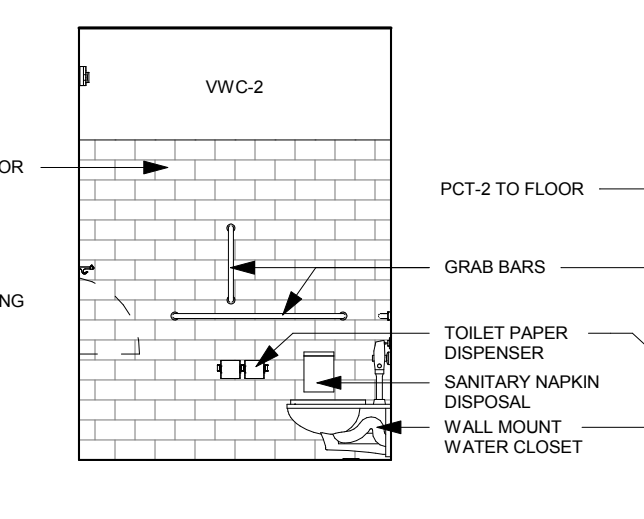 VWC-2
OR
PCT-2 TO FLOOR
GRAB BARS
NG
TOILET PAPER
DISPENSER
SANITARY NAPKIN
DISPOSAL
WALL MOUNT
WATER CLOSET